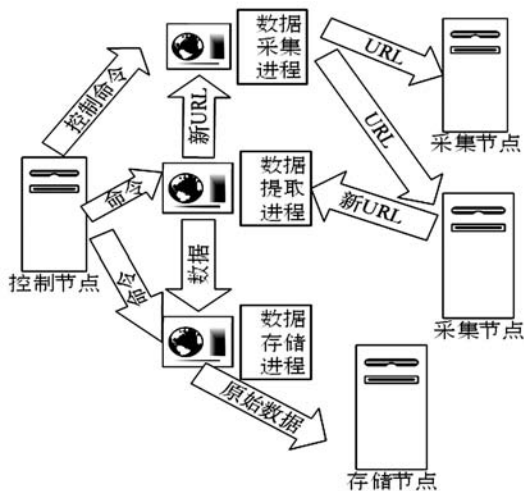 数据
采集
进程
URL
采集节点
控制命令
新URL
URL
数据
提取
进程
命令
新URL
控制节点
数据
命令
采集节点
数据
存储
进程
原始数据
存储节点